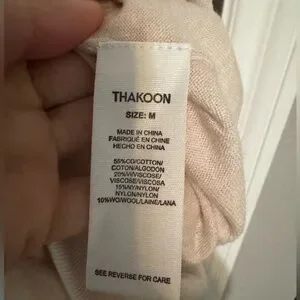 THAKOON
SIZE: M
MADE IN CHINA
FABRIQUÉ EN CHINE
HECHO EN CHINA
55%CO/COTTON/
COTON/ALGODON
20%VI/VISCOSE/
VISCOSE/VISCOSA
15%NY/NYLON/
NYLON/NYLON
10%WO/WOOL/LAINE/LANA
SEE REVERSE FOR CARE